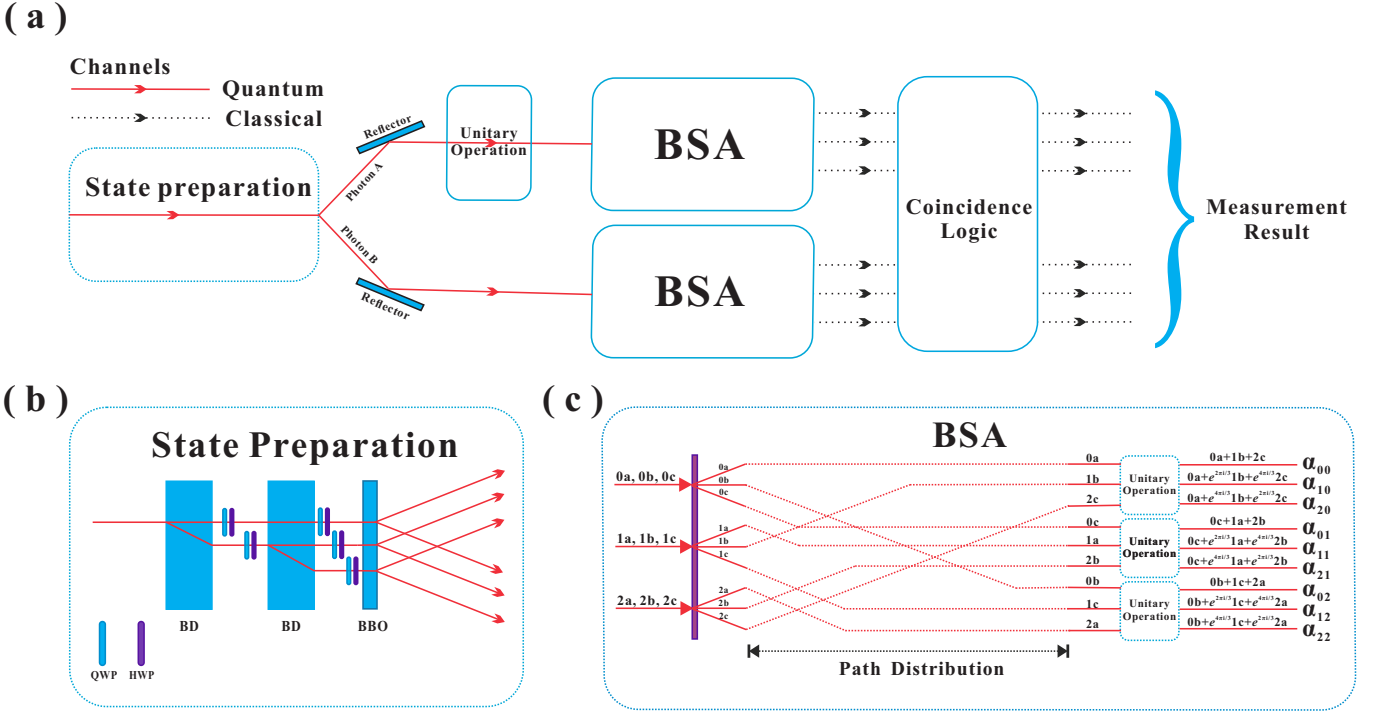 ( a )
Channels
Quantum
Classical
State preparation
Reflector
Photon A
Photon B
Reflector
Unitary
Operation
BSA
BSA
Coincidence
Logic
Measurement
Result
( b )
State Preparation
BD
BD
BBO
QWP
HWP
( c )
BSA
0a, 0b, 0c
1a, 1b, 1c
2a, 2b, 2c
0a
0b
0c
1a
1b
1c
2a
2b
2c
Path Distribution
0a
1b
2c
0c
1a
2b
0b
1c
2a
Unitary
Operation
Unitary
Operation
Unitary
Operation
0a+1b+2c α₀₀
0a+e^{2πi/3}1b+e^{4πi/3}2c α₁₀
0a+e^{4πi/3}1b+e^{2πi/3}2c α₂₀
0c+1a+2b α₀₁
0c+e^{2πi/3}1a+e^{4πi/3}2b α₁₁
0c+e^{4πi/3}1a+e^{2πi/3}2b α₂₁
0b+1c+2a α₀₂
0b+e^{2πi/3}1c+e^{4πi/3}2a α₁₂
0b+e^{4πi/3}1c+e^{2πi/3}2a α₂₂